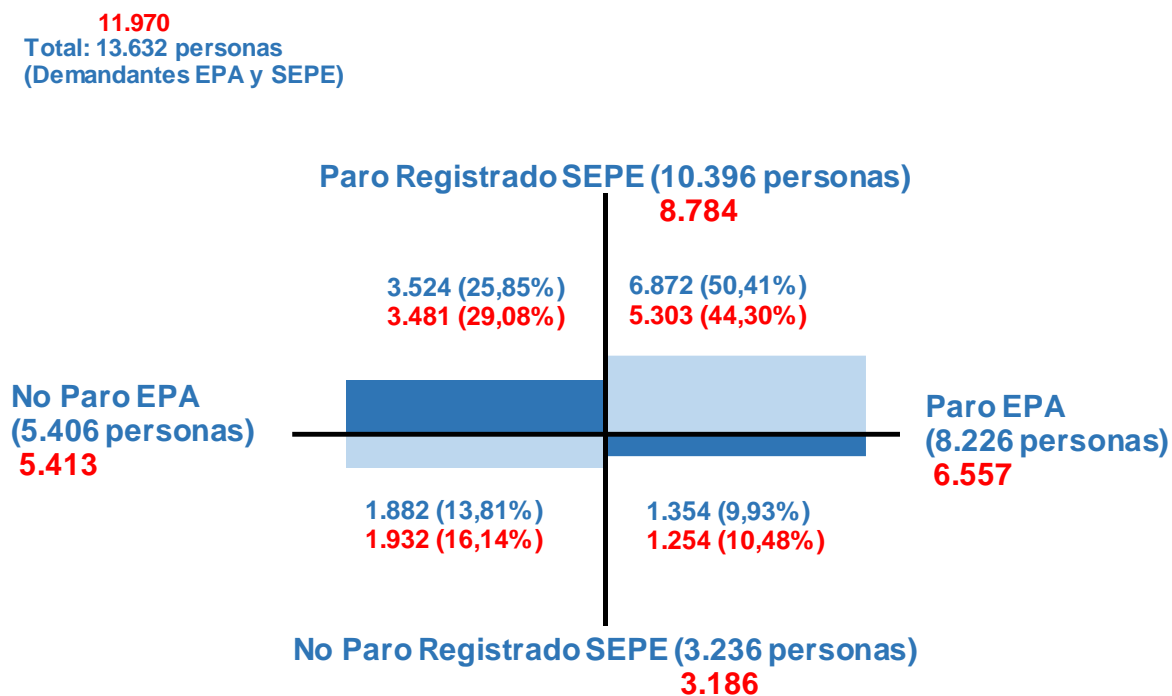 11.970
Total: 13.632 personas
(Demandantes EPA y SEPE)
Paro Registrado SEPE (10.396 personas)
8.784
3.524 (25,85%)
3.481 (29,08%)
6.872 (50,41%)
5.303 (44,30%)
No Paro EPA
(5.406 personas)
5.413
Paro EPA
(8.226 personas)
6.557
1.882 (13,81%)
1.932 (16,14%)
1.354 (9,93%)
1.254 (10,48%)
No Paro Registrado SEPE (3.236 personas)
3.186